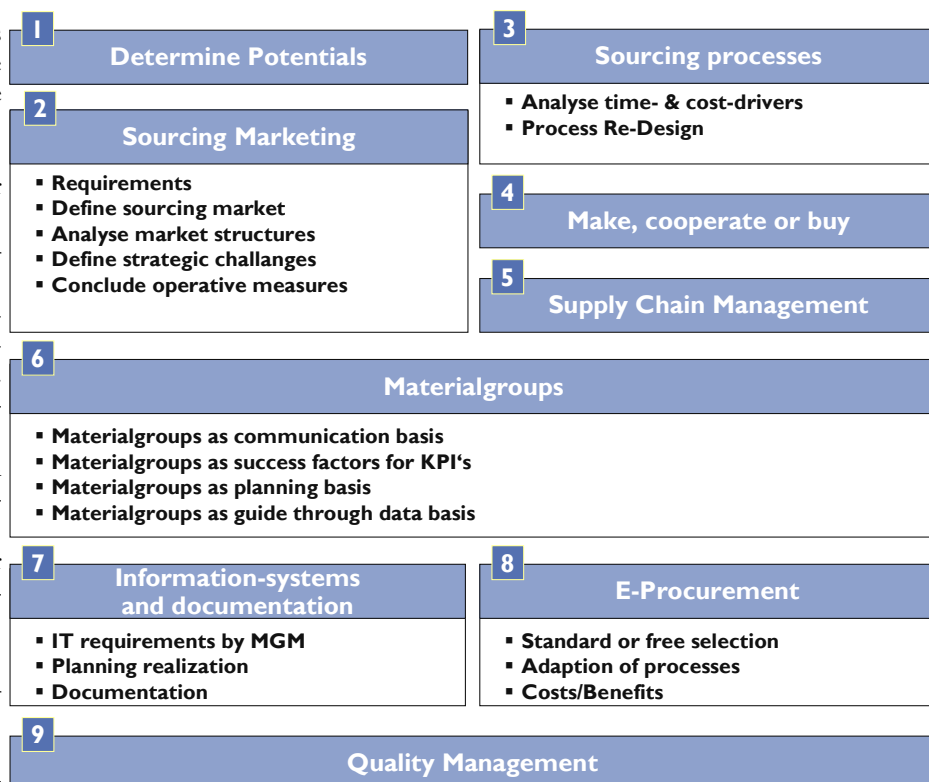 1
Determine Potentials
2
Sourcing Marketing
▪ Requirements
▪ Define sourcing market
▪ Analyse market structures
▪ Define strategic challanges
▪ Conclude operative measures
3
Sourcing processes
▪ Analyse time- & cost-drivers
▪ Process Re-Design
4
Make, cooperate or buy
5
Supply Chain Management
6
Materialgroups
▪ Materialgroups as communication basis
▪ Materialgroups as success factors for KPI‘s
▪ Materialgroups as planning basis
▪ Materialgroups as guide through data basis
7
Information-systems
and documentation
▪ IT requirements by MGM
▪ Planning realization
▪ Documentation
8
E-Procurement
▪ Standard or free selection
▪ Adaption of processes
▪ Costs/Benefits
9
Quality Management